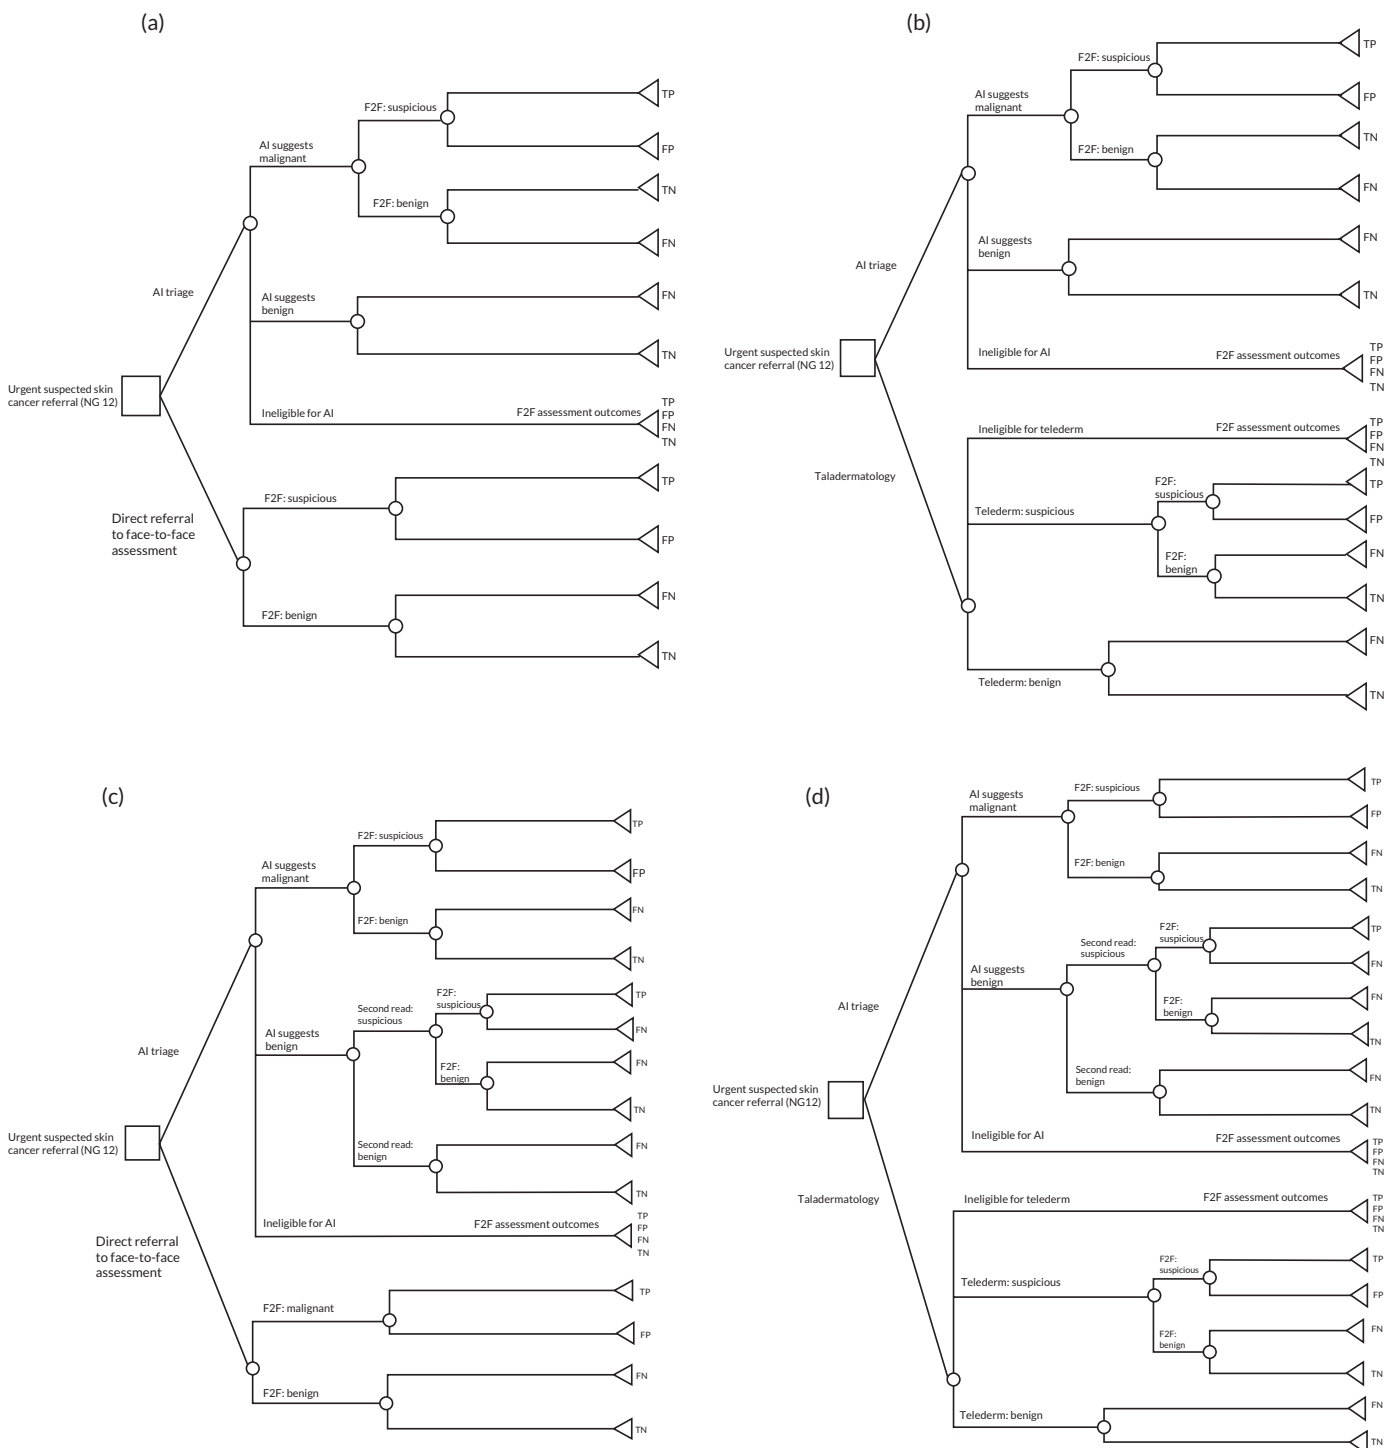 (a)
F2F: suspicious
TP
AI suggests
malignant
FP
F2F: benign
TN
FN
AI triage
AI suggests
benign
FN
TN
Urgent suspected skin
cancer referral (NG 12)
Ineligible for AI
F2F assessment outcomes
TP
FP
FN
TN
Direct referral
to face-to-face
assessment
F2F: suspicious
TP
FP
F2F: benign
FN
TN
(b)
F2F: suspicious
TP
AI suggests
malignant
FP
F2F: benign
TN
FN
AI triage
AI suggests
benign
FN
TN
Urgent suspected skin
cancer referral (NG 12)
Ineligible for AI
F2F assessment outcomes
TP
FP
FN
TN
Taladermatology
Ineligible for telederm
F2F assessment outcomes
TP
FP
FN
TN
Telederm: suspicious
F2F:
suspicious
TP
FP
F2F:
benign
FN
TN
Telederm: benign
FN
TN
(c)
F2F: suspicious
TP
AI suggests
malignant
FP
F2F: benign
FN
TN
AI triage
AI suggests
benign
Second read:
suspicious
F2F:
suspicious
TP
FN
F2F:
benign
FN
TN
Second read:
benign
FN
TN
Urgent suspected skin
cancer referral (NG 12)
Ineligible for AI
F2F assessment outcomes
TP
FP
FN
TN
Direct referral
to face-to-face
assessment
F2F: malignant
TP
FP
F2F: benign
FN
TN
(d)
F2F: suspicious
TP
AI suggests
malignant
FP
F2F: benign
FN
TN
AI triage
AI suggests
benign
Second read:
suspicious
F2F:
suspicious
TP
FN
F2F:
benign
FN
TN
Second read:
benign
FN
TN
Urgent suspected skin
cancer referral (NG12)
Ineligible for AI
F2F assessment outcomes
TP
FP
FN
TN
Taladermatology
Ineligible for telederm
F2F assessment outcomes
TP
FP
FN
TN
Telederm: suspicious
F2F:
suspicious
TP
FP
F2F:
benign
FN
TN
Telederm: benign
FN
TN